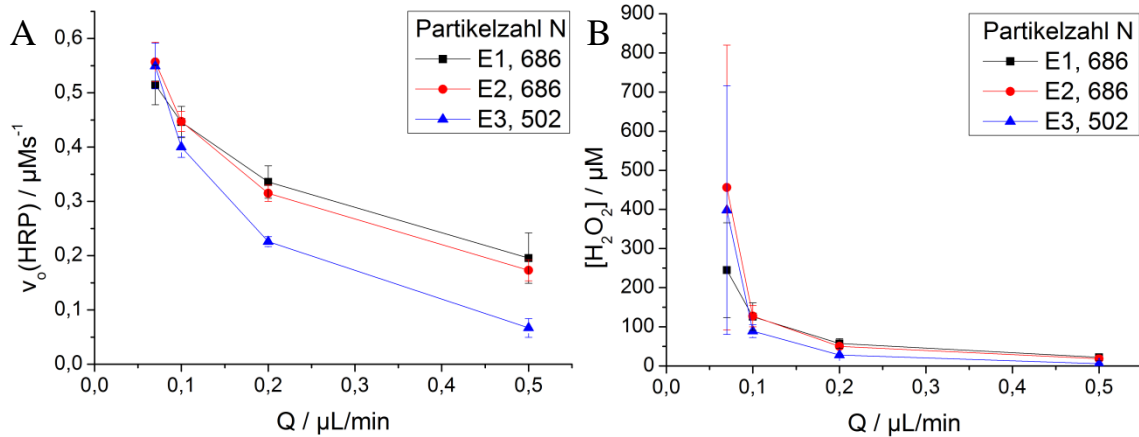 A
Partikelzahl N
E1, 686
E2, 686
E3, 502
v₀(HRP) / µMs⁻¹
0,6
0,5
0,4
0,3
0,2
0,1
0,0
0,0 0,1 0,2 0,3 0,4 0,5
Q / µL/min
B
Partikelzahl N
E1, 686
E2, 686
E3, 502
[H₂O₂] / µM
900
800
700
600
500
400
300
200
100
0
0,0 0,1 0,2 0,3 0,4 0,5
Q / µL/min